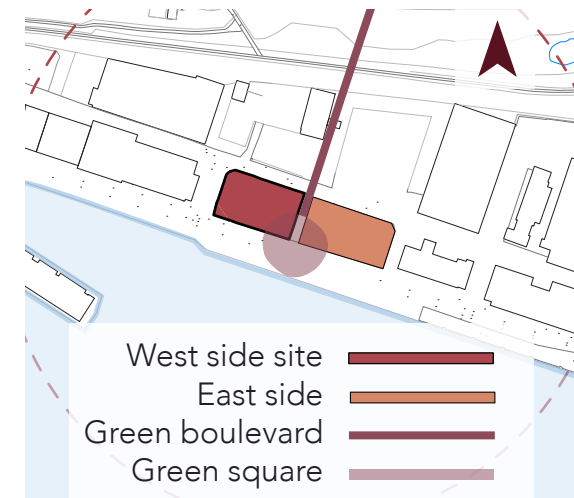 West side site
East side
Green boulevard
Green square